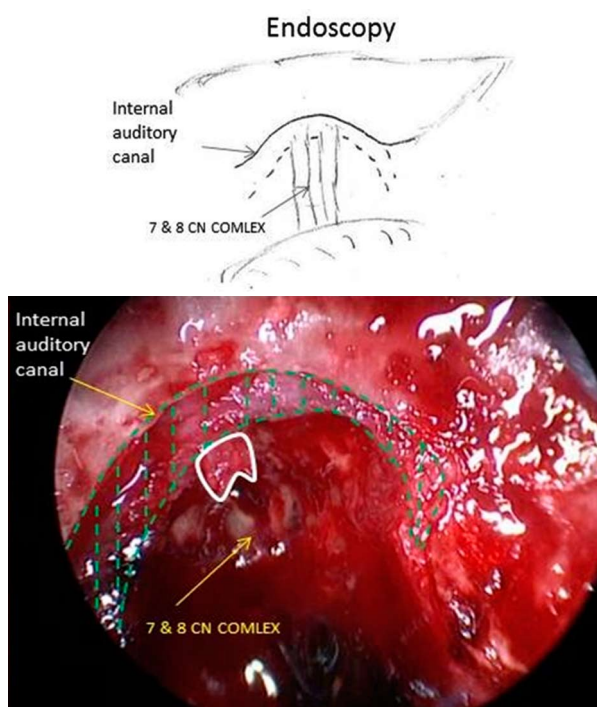 Endoscopy
Internal
auditory
canal
7 & 8 CN COMLEX
Internal
auditory
canal
7 & 8 CN COMLEX